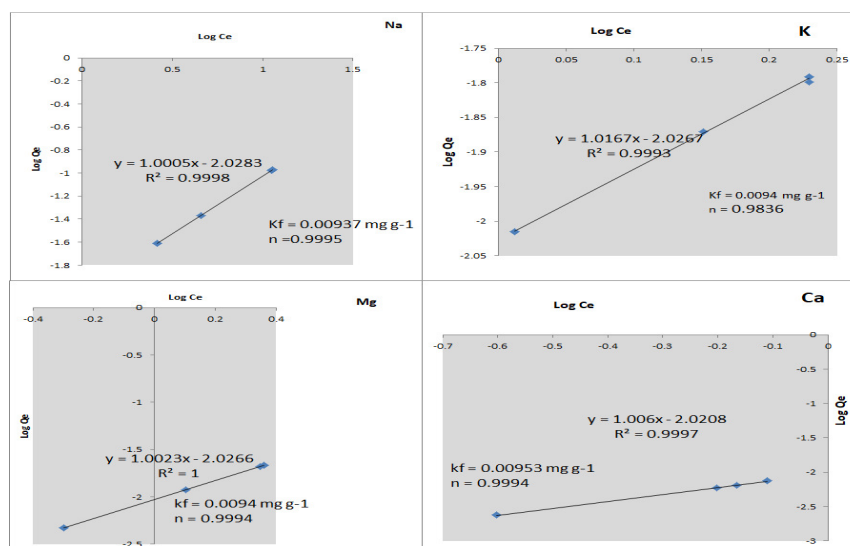 Na
Log Ce
0
0
0.5
1
1.5
-0.2
-0.4
-0.6
-0.8
-1
-1.2
-1.4
-1.6
-1.8
Log Qe
y = 1.0005x - 2.0283
R² = 0.9998
Kf = 0.00937 mg g-1
n =0.9995
K
Log Ce
-1.75
0
0.05
0.1
0.15
0.2
0.25
-1.8
-1.85
-1.9
-1.95
-2
-2.05
Log Qe
y = 1.0167x - 2.0267
R² = 0.9993
Kf = 0.0094 mg g-1
n = 0.9836
Log Ce
Mg
0
-0.4
-0.2
0
0.2
0.4
-0.5
-1
-1.5
-2
-2.5
Log Qe
y = 1.0023x - 2.0266
R² = 1
kf = 0.0094 mg g-1
n = 0.9994
Ca
Log Ce
-0.7
-0.6
-0.5
-0.4
-0.3
-0.2
-0.1
0
0
-0.5
-1
-1.5
-2
-2.5
-3
Log Qe
y = 1.006x - 2.0208
R² = 0.9997
kf = 0.00953 mg g-1
n = 0.9994